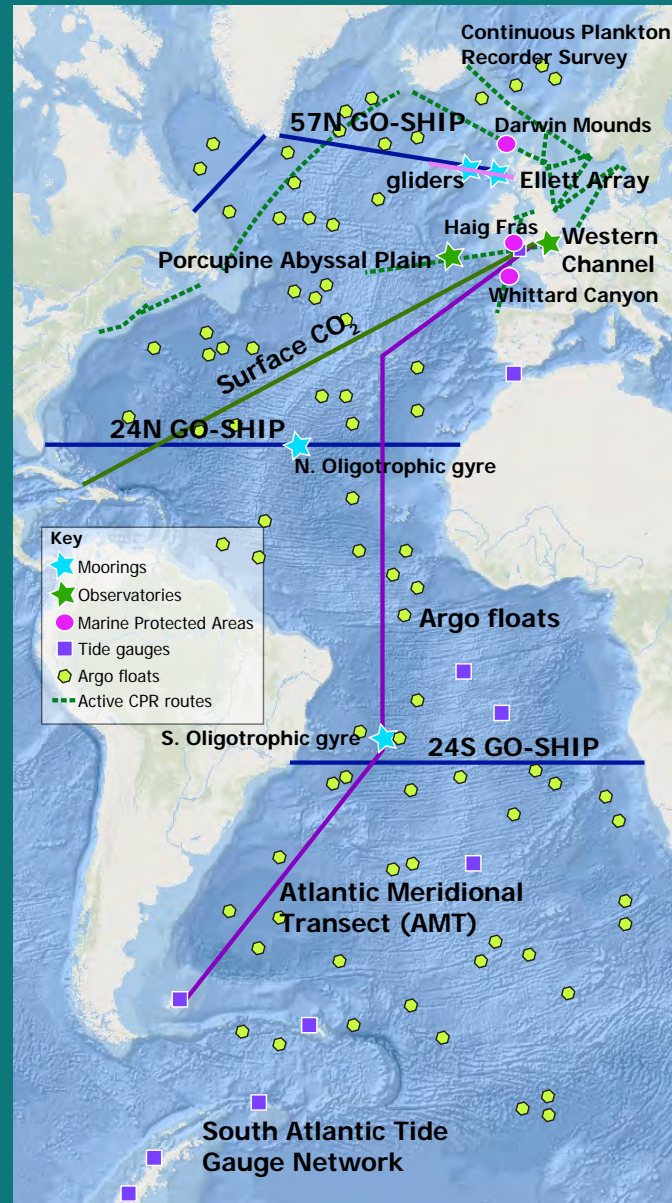 Continuous Plankton
Recorder Survey
57N GO-SHIP
Darwin Mounds
gliders
Ellett Array
Haig Fras
Western
Channel
Porcupine Abyssal Plain
Whittard Canyon
Surface CO₂
24N GO-SHIP
N. Oligotrophic gyre
Key
Moorings
Observatories
Marine Protected Areas
Tide gauges
Argo floats
Active CPR routes
Argo floats
S. Oligotrophic gyre
24S GO-SHIP
Atlantic Meridional
Transect (AMT)
South Atlantic Tide
Gauge Network